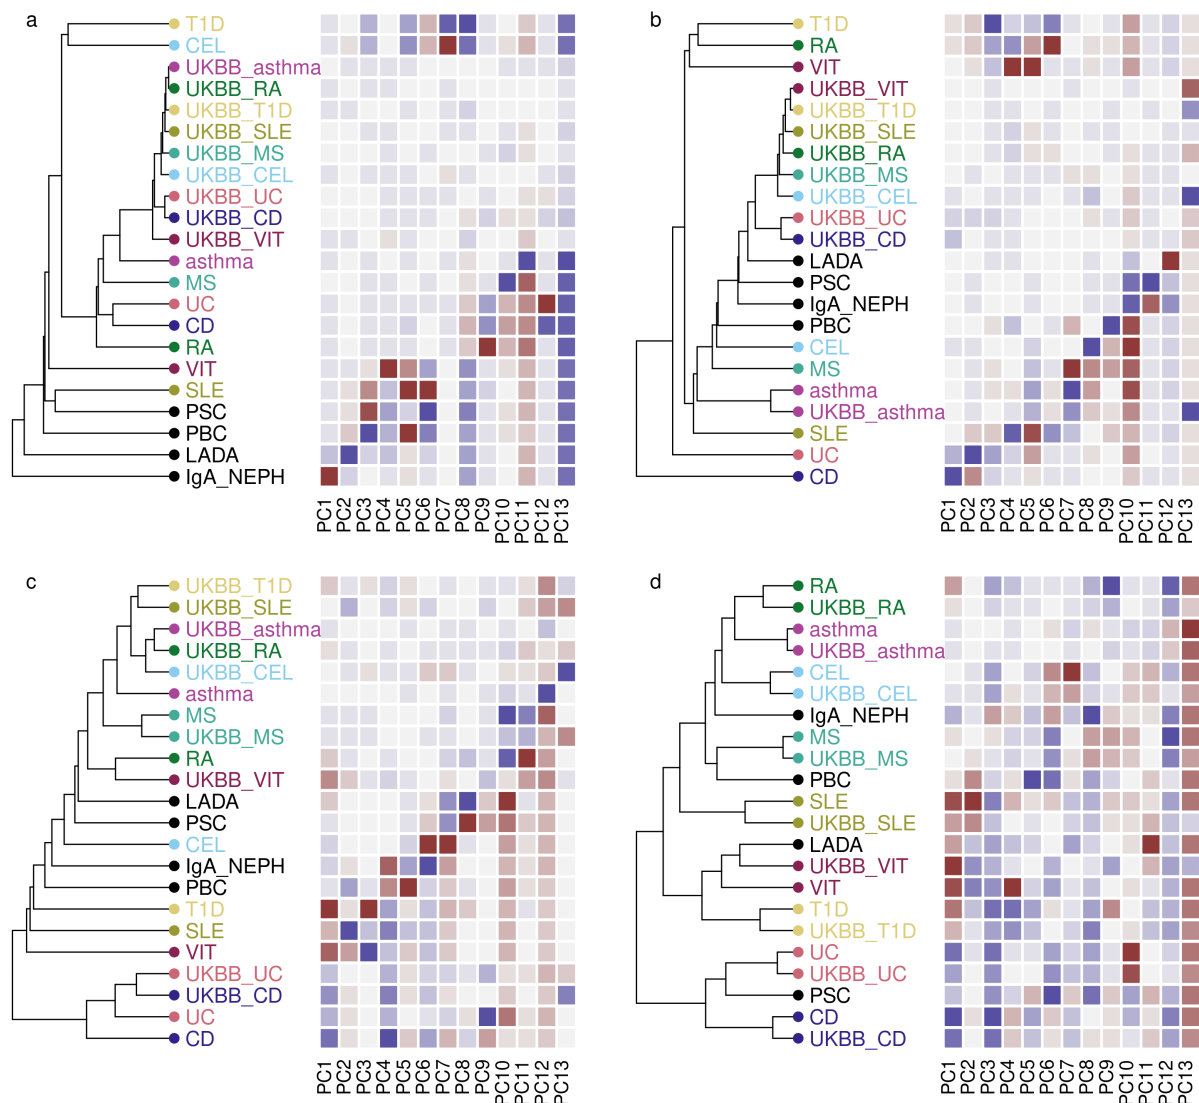 a
T1D
CEL
UKBB_asthma
UKBB_RA
UKBB_T1D
UKBB_SLE
UKBB_MS
UKBB_CEL
UKBB_UC
UKBB_CD
UKBB_VIT
asthma
MS
UC
CD
RA
VIT
SLE
PSC
PBC
LADA
IgA_NEPH
PC1 PC2 PC3 PC4 PC5 PC6 PC7 PC8 PC9 PC10 PC11 PC12 PC13
b
T1D
RA
VIT
UKBB_VIT
UKBB_T1D
UKBB_SLE
UKBB_RA
UKBB_MS
UKBB_CEL
UKBB_UC
UKBB_CD
LADA
PSC
IgA_NEPH
PBC
CEL
MS
asthma
UKBB_asthma
SLE
UC
CD
PC1 PC2 PC3 PC4 PC5 PC6 PC7 PC8 PC9 PC10 PC11 PC12 PC13
c
UKBB_T1D
UKBB_SLE
UKBB_asthma
UKBB_RA
UKBB_CEL
asthma
MS
UKBB_MS
RA
UKBB_VIT
LADA
PSC
CEL
IgA_NEPH
PBC
T1D
SLE
VIT
UKBB_UC
UKBB_CD
UC
CD
PC1 PC2 PC3 PC4 PC5 PC6 PC7 PC8 PC9 PC10 PC11 PC12 PC13
d
RA
UKBB_RA
asthma
UKBB_asthma
CEL
UKBB_CEL
IgA_NEPH
MS
UKBB_MS
PBC
SLE
UKBB_SLE
LADA
UKBB_VIT
VIT
T1D
UKBB_T1D
UC
UKBB_UC
PSC
CD
UKBB_CD
PC1 PC2 PC3 PC4 PC5 PC6 PC7 PC8 PC9 PC10 PC11 PC12 PC13